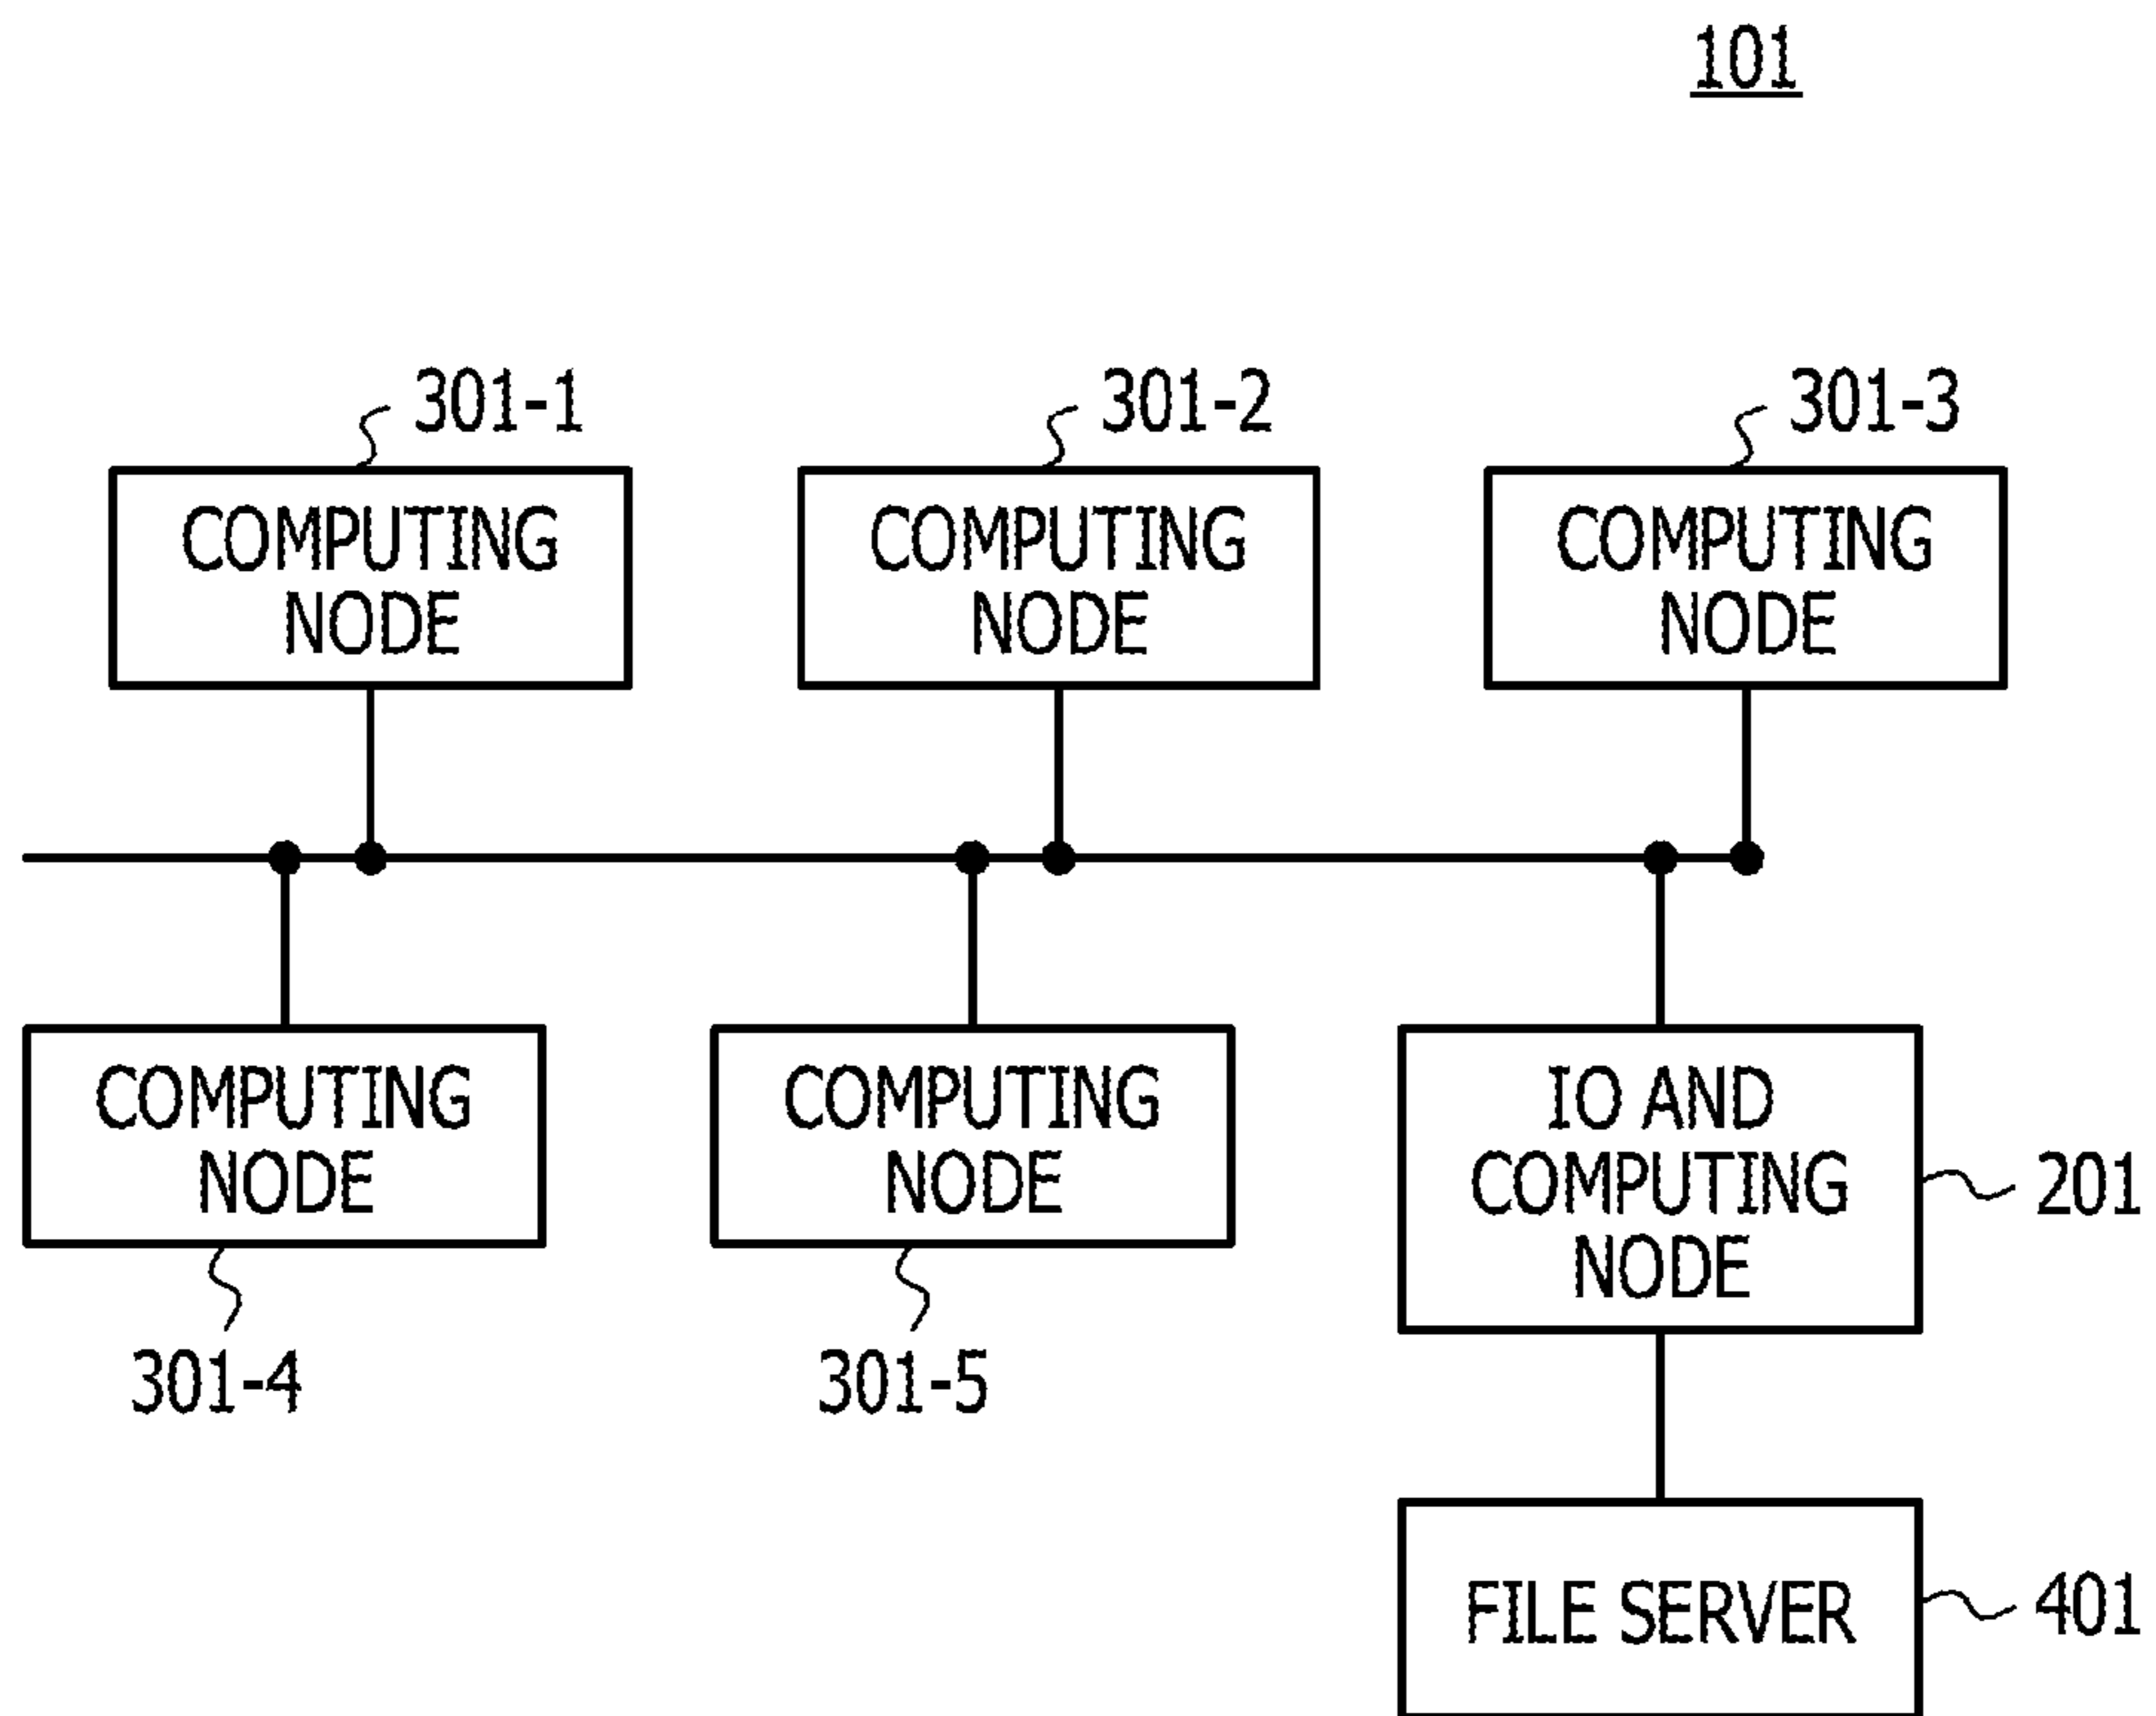 101
301-1
301-2
301-3
COMPUTING
NODE
COMPUTING
NODE
COMPUTING
NODE
COMPUTING
NODE
COMPUTING
NODE
IO AND
COMPUTING
NODE
201
301-4
301-5
FILE SERVER
401